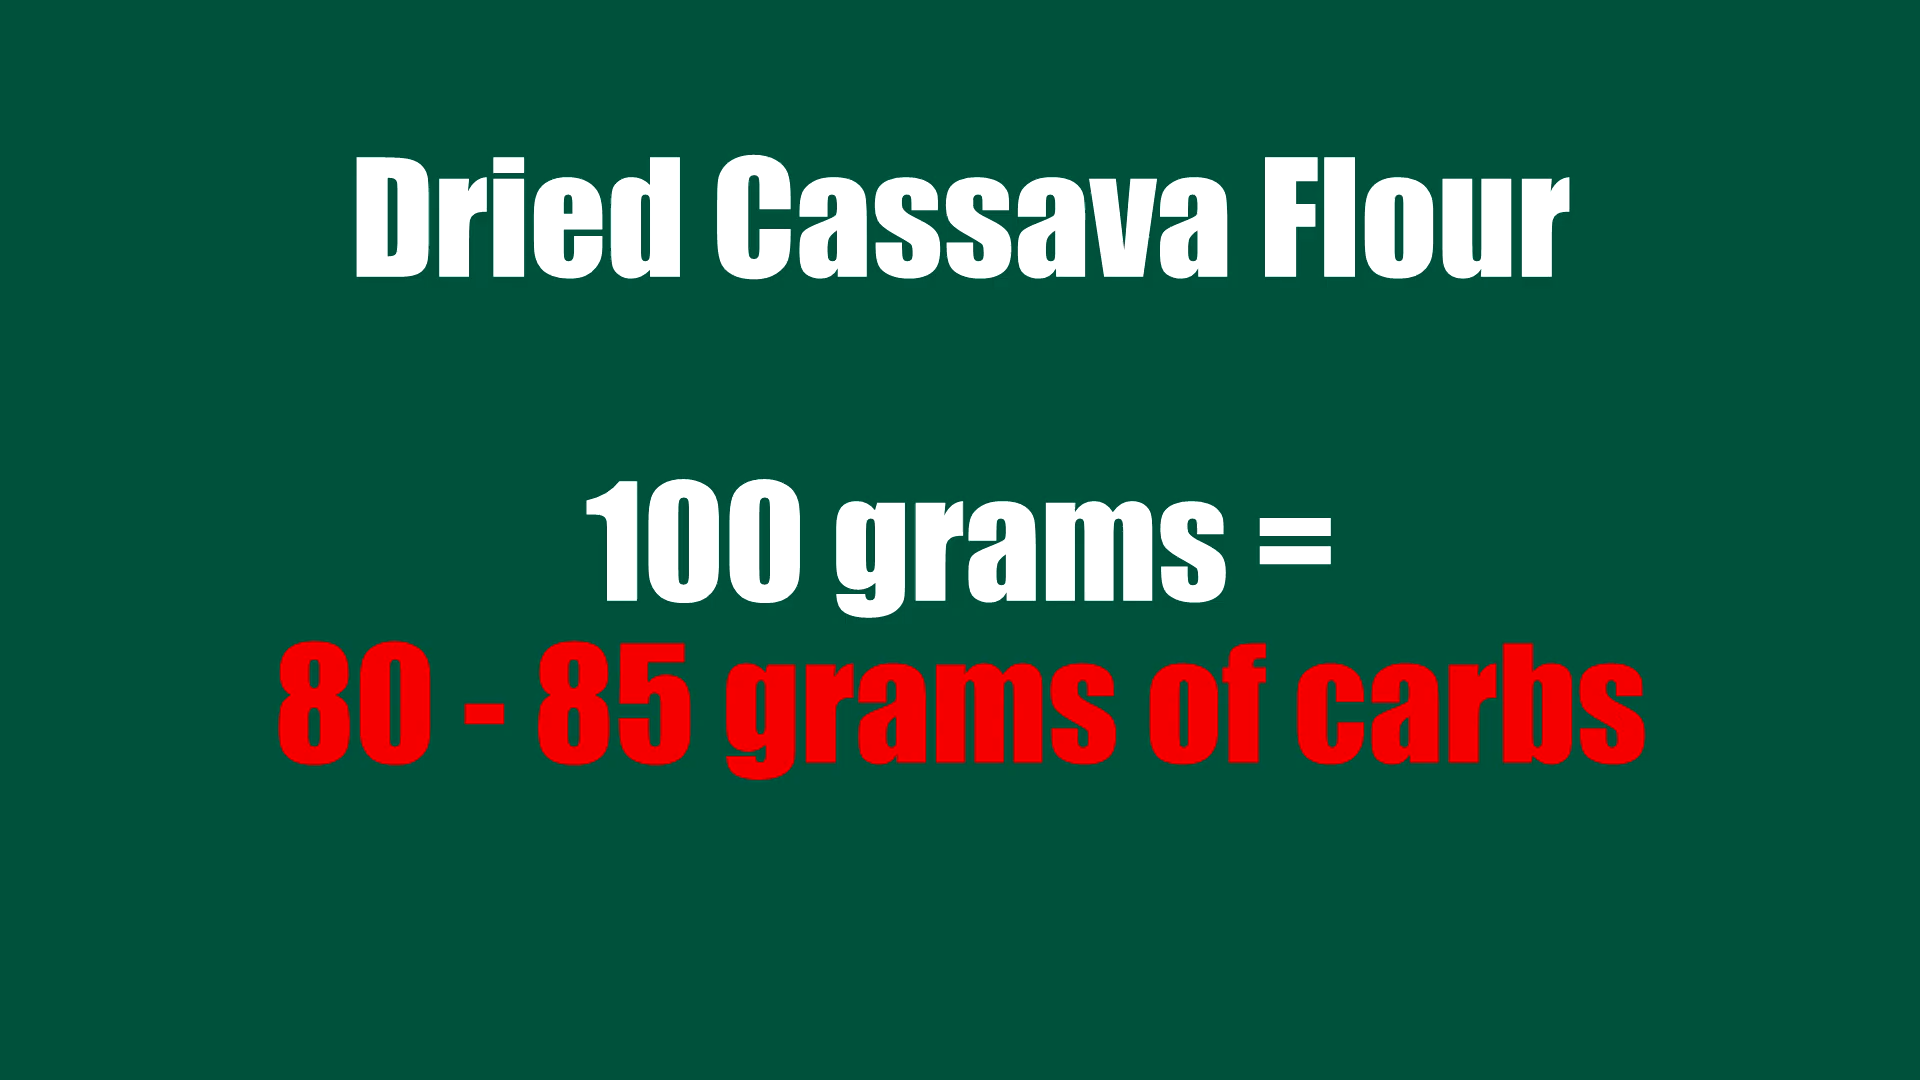 Dried Cassava Flour
100 grams =
80 - 85 grams of carbs